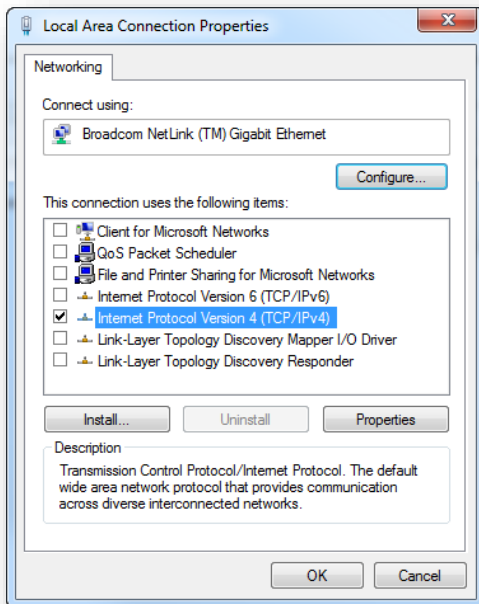 Local Area Connection Properties
Networking
Connect using:
Broadcom NetLink (TM) Gigabit Ethernet
Configure...
This connection uses the following items:
Client for Microsoft Networks
QoS Packet Scheduler
File and Printer Sharing for Microsoft Networks
Internet Protocol Version 6 (TCP/IPv6)
Internet Protocol Version 4 (TCP/IPv4)
Link-Layer Topology Discovery Mapper I/O Driver
Link-Layer Topology Discovery Responder
Install... Uninstall Properties
Description
Transmission Control Protocol/Internet Protocol. The default
wide area network protocol that provides communication
across diverse interconnected networks.
OK Cancel